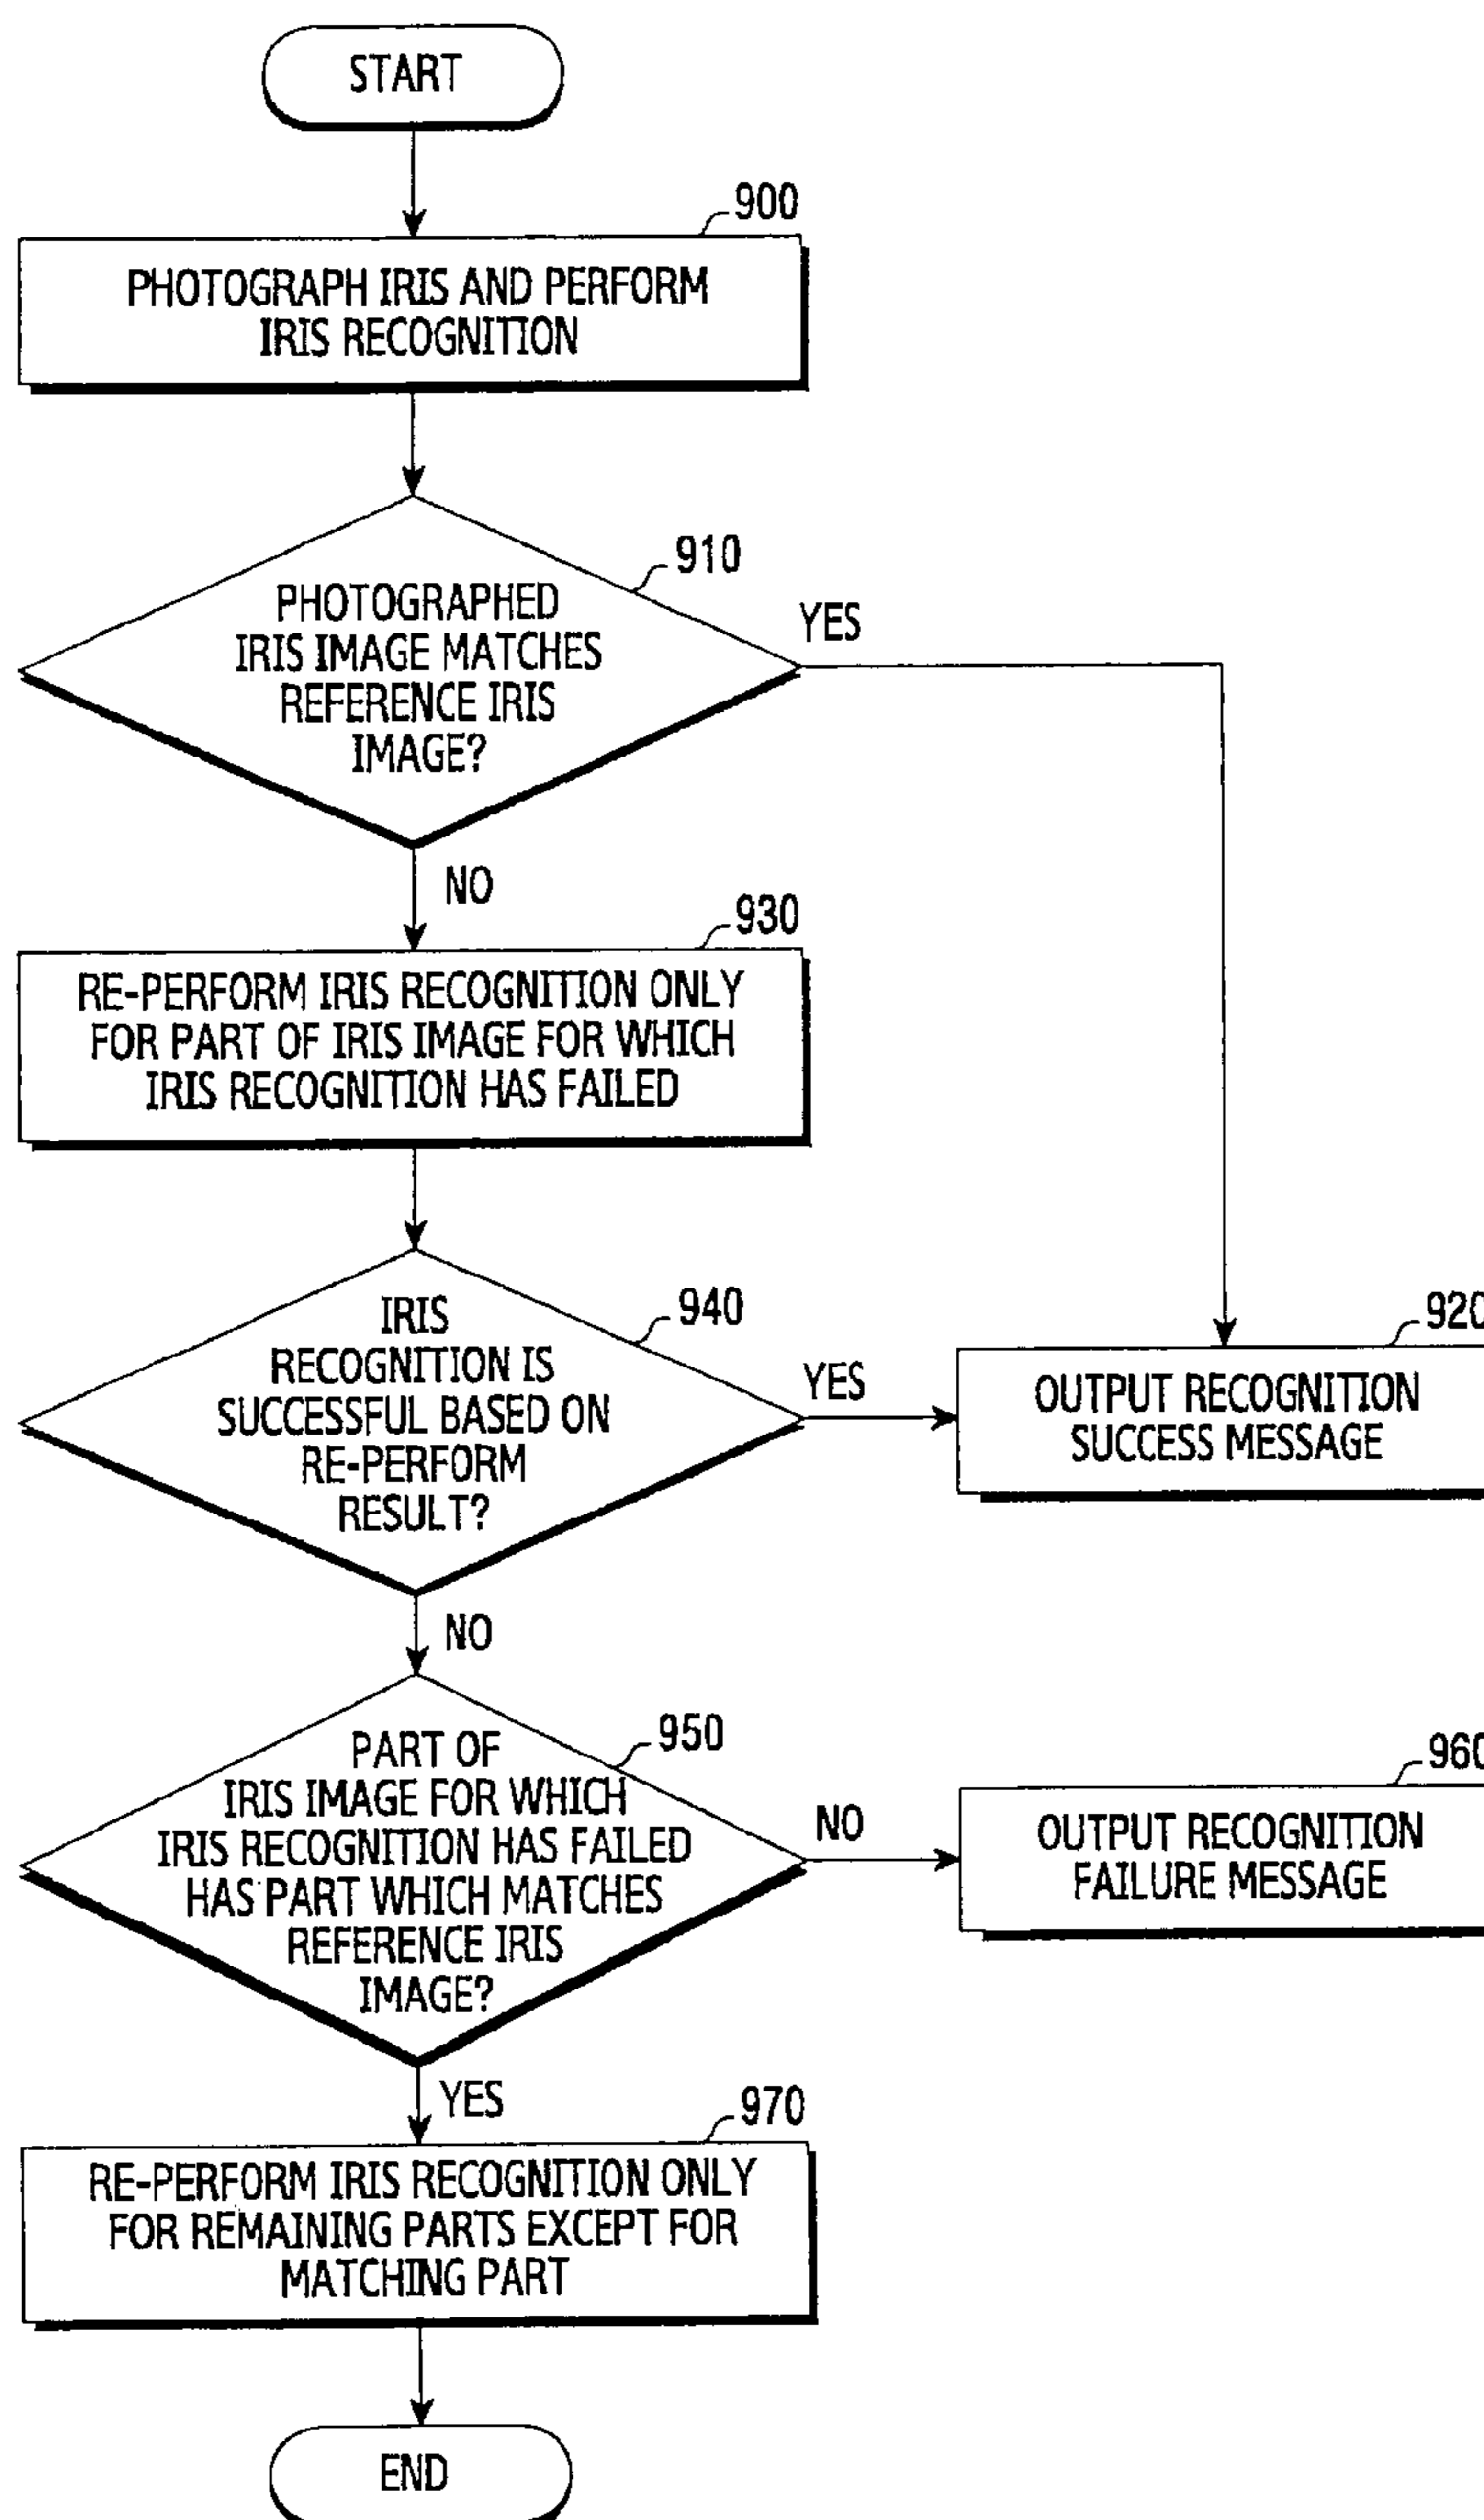 START
900
PHOTOGRAPH IRIS AND PERFORM
IRIS RECOGNITION
910
PHOTOGRAPHED
IRIS IMAGE MATCHES
REFERENCE IRIS
IMAGE?
YES
NO
930
RE-PERFORM IRIS RECOGNITION ONLY
FOR PART OF IRIS IMAGE FOR WHICH
IRIS RECOGNITION HAS FAILED
940
IRIS
RECOGNITION IS
SUCCESSFUL BASED ON
RE-PERFORM
RESULT?
YES
920
OUTPUT RECOGNITION
SUCCESS MESSAGE
NO
950
PART OF
IRIS IMAGE FOR WHICH
IRIS RECOGNITION HAS FAILED
HAS PART WHICH MATCHES
REFERENCE IRIS
IMAGE?
NO
960
OUTPUT RECOGNITION
FAILURE MESSAGE
YES
970
RE-PERFORM IRIS RECOGNITION ONLY
FOR REMAINING PARTS EXCEPT FOR
MATCHING PART
END